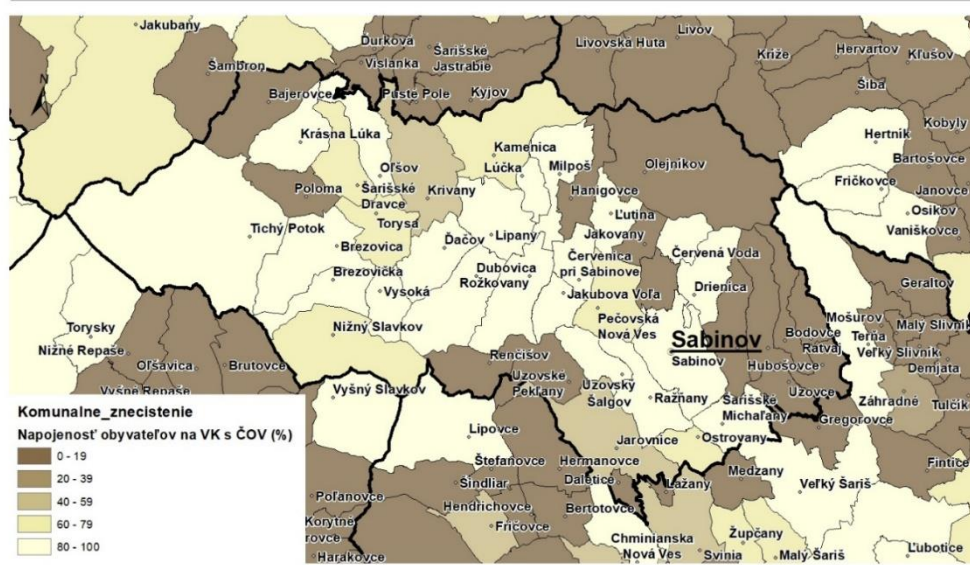 Jakubany
Ďurková
Livov
Livovská Huta
Šambron
Vislanka
Šarišské
Jastrabie
Kríže
Hervartov
Kľušov
N
Bajerovce
Pusté Pole
Kyjov
Šiba
Kobyly
Krásna Lúka
Kamenica
Hertník
Bartošovce
Oľšov
Lúčka
Milpoš
Olejníkov
Fričkovce
Janovce
Poloma
Šarišské
Dravce
Krivany
Hanigovce
Osikov
Ľutina
Vaniškovce
Tichý Potok
Torysa
Lipany
Jakovany
Brezovica
Ďačov
Červenica
pri Sabinove
Červená Voda
Brezovička
Dubovica
Rožkovany
Drienica
Geraltov
Vysoká
Jakubova Voľa
Pečovská
Nová Ves
Mošurov
Malý Slivník
Torysky
Nižný Slavkov
Sabinov
Bodovce
Ratvaj
Terňa
Veľký Slivník
Nižné Repaše
Oľšavica
Brutovce
Renčišov
Sabinov
Hubošovce
Demjata
Vyšné Repaše
Vyšný Slavkov
Uzovské
Pekľany
Uzovský
Šalgov
Ražňany
Uzovce
Šarišské
Michaľany
Záhradné
Tulčík
Gregorovce
Lipovce
Jarovnice
Ostrovany
Štefanovce
Hermanovce
Medzany
Fintice
Šindliar
Daletice
Lažany
Veľký Šariš
Poľanovce
Hendrichovce
Bertotovce
Korytné
rovce
Fričovce
Chminianska
Nová Ves
Župčany
Harakovce
Svinia
Malý Šariš
Ľubotice
Komunalne_znecistenie
Napojenosť obyvateľov na VK s ČOV (%)
0 - 19
20 - 39
40 - 59
60 - 79
80 - 100